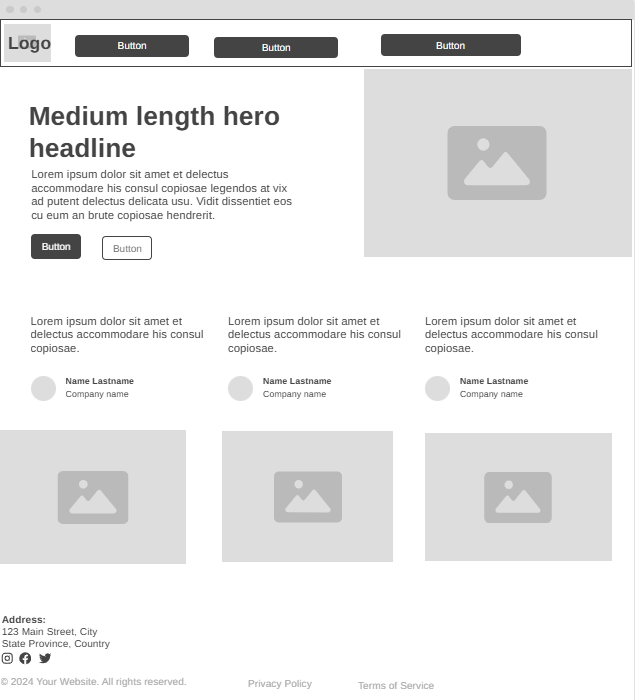 Logo
Button
Button
Button
Medium length hero
headline
Lorem ipsum dolor sit amet et delectus
accommodare his consul copiosae legendos at vix
ad putent delectus delicata usu. Vidit dissentiet eos
cu eum an brute copiosae hendrerit.
Button
Button
Lorem ipsum dolor sit amet et
delectus accommodare his consul
copiosae.
Name Lastname
Company name
Lorem ipsum dolor sit amet et
delectus accommodare his consul
copiosae.
Name Lastname
Company name
Lorem ipsum dolor sit amet et
delectus accommodare his consul
copiosae.
Name Lastname
Company name
Address:
123 Main Street, City
State Province, Country
© 2024 Your Website. All rights reserved.
Privacy Policy
Terms of Service